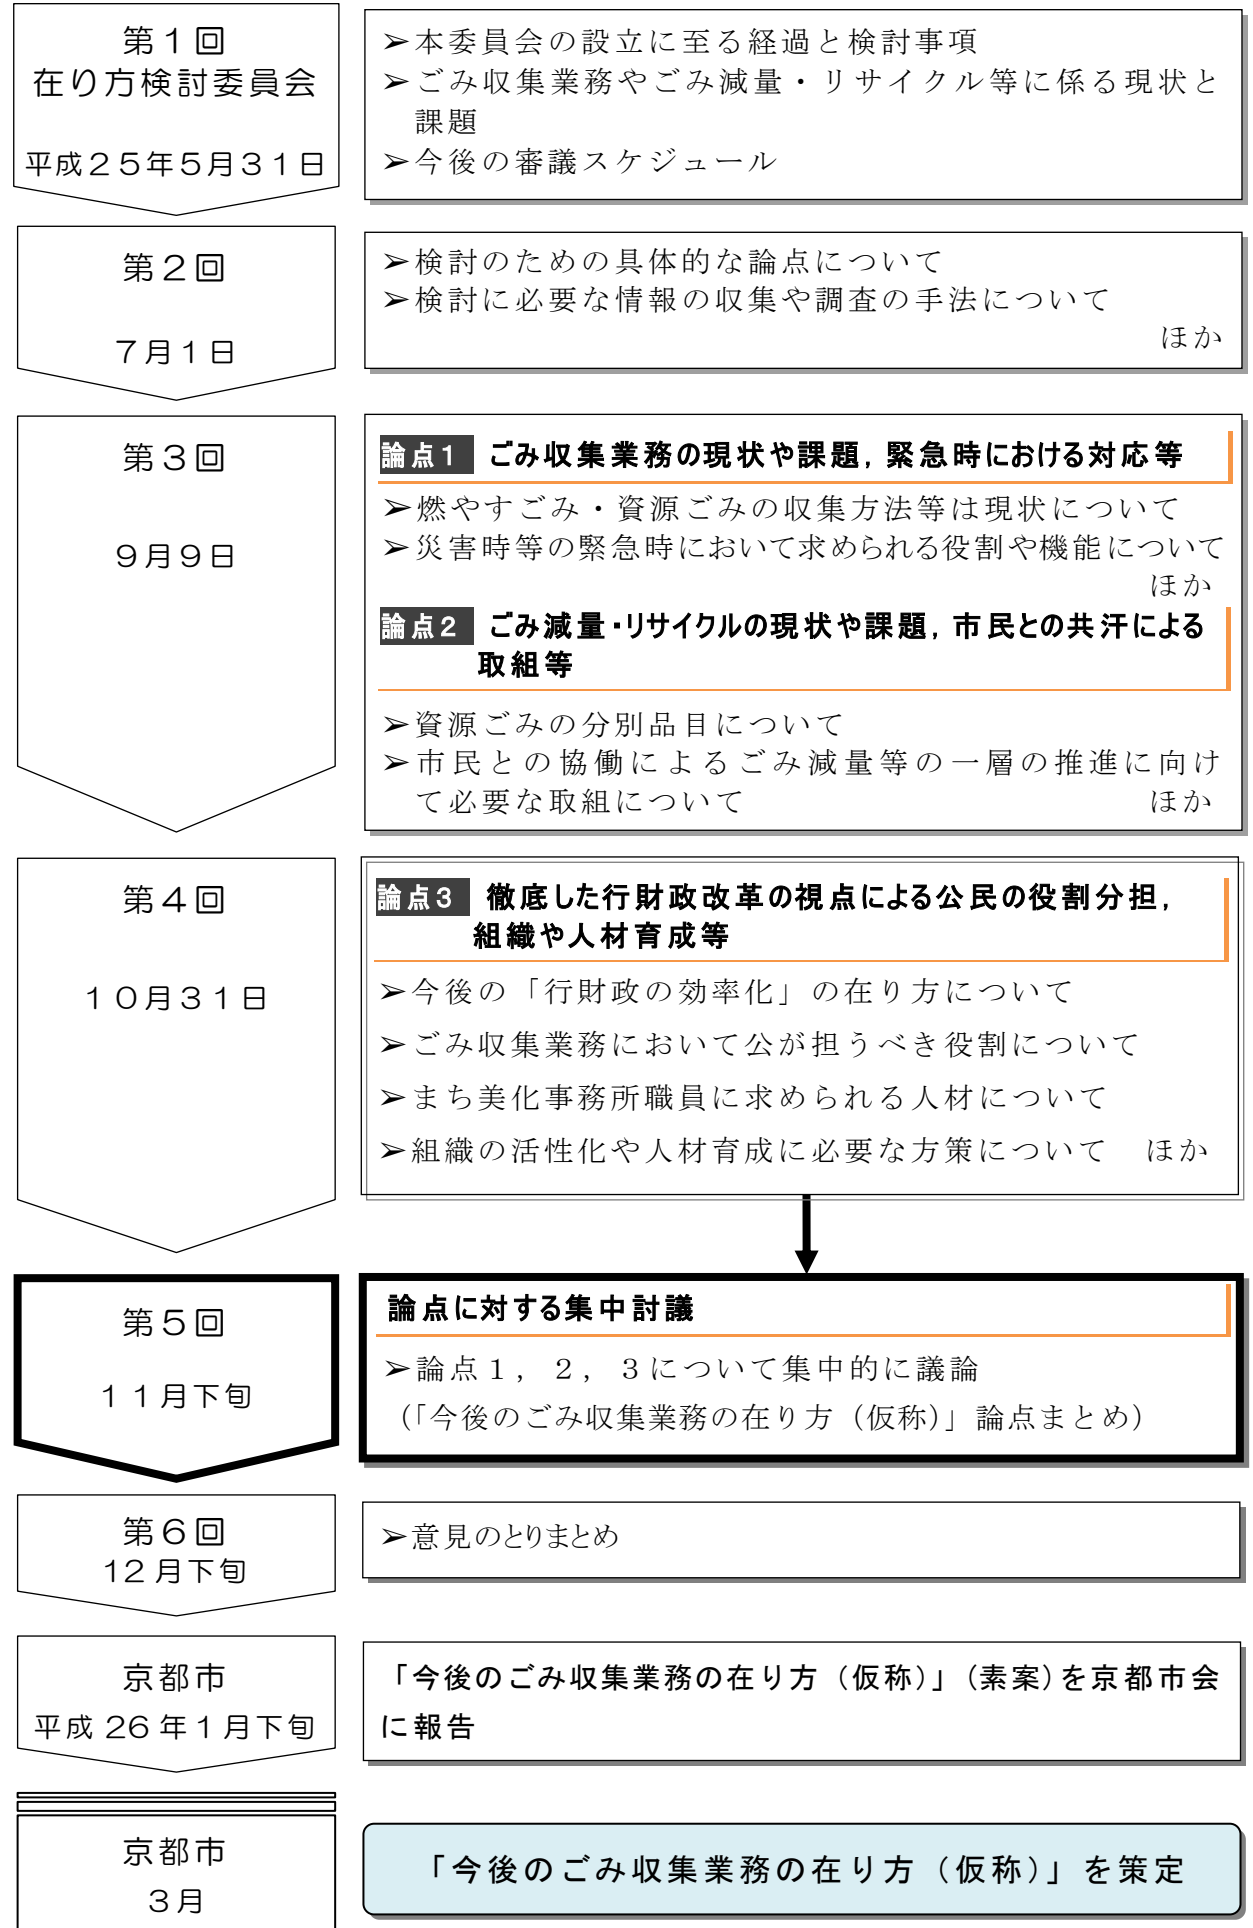 第１回
在り方検討委員会
平成２５年５月３１日
➢本委員会の設立に至る経過と検討事項
➢ごみ収集業務やごみ減量・リサイクル等に係る現状と
課題
➢今後の審議スケジュール
第２回
７月１日
➢検討のための具体的な論点について
➢検討に必要な情報の収集や調査の手法について
ほか
第３回
９月９日
論点１ ごみ収集業務の現状や課題，緊急時における対応等
➢燃やすごみ・資源ごみの収集方法等は現状について
➢災害時等の緊急時において求められる役割や機能について
ほか
論点２ ごみ減量・リサイクルの現状や課題，市民との共汗による
取組等
➢資源ごみの分別品目について
➢市民との協働によるごみ減量等の一層の推進に向け
て必要な取組について ほか
第４回
１０月３１日
論点３ 徹底した行財政改革の視点による公民の役割分担，
組織や人材育成等
➢今後の「行財政の効率化」の在り方について
➢ごみ収集業務において公が担うべき役割について
➢まち美化事務所職員に求められる人材について
➢組織の活性化や人材育成に必要な方策について ほか
第５回
１１月下旬
論点に対する集中討議
➢論点１，２，３について集中的に議論
（「今後のごみ収集業務の在り方（仮称）」論点まとめ）
第６回
12月下旬
➢意見のとりまとめ
京都市
平成 26 年１月下旬
「今後のごみ収集業務の在り方（仮称）」（素案）を京都市会
に報告
京都市
３月
「今後のごみ収集業務の在り方（仮称）」を策定